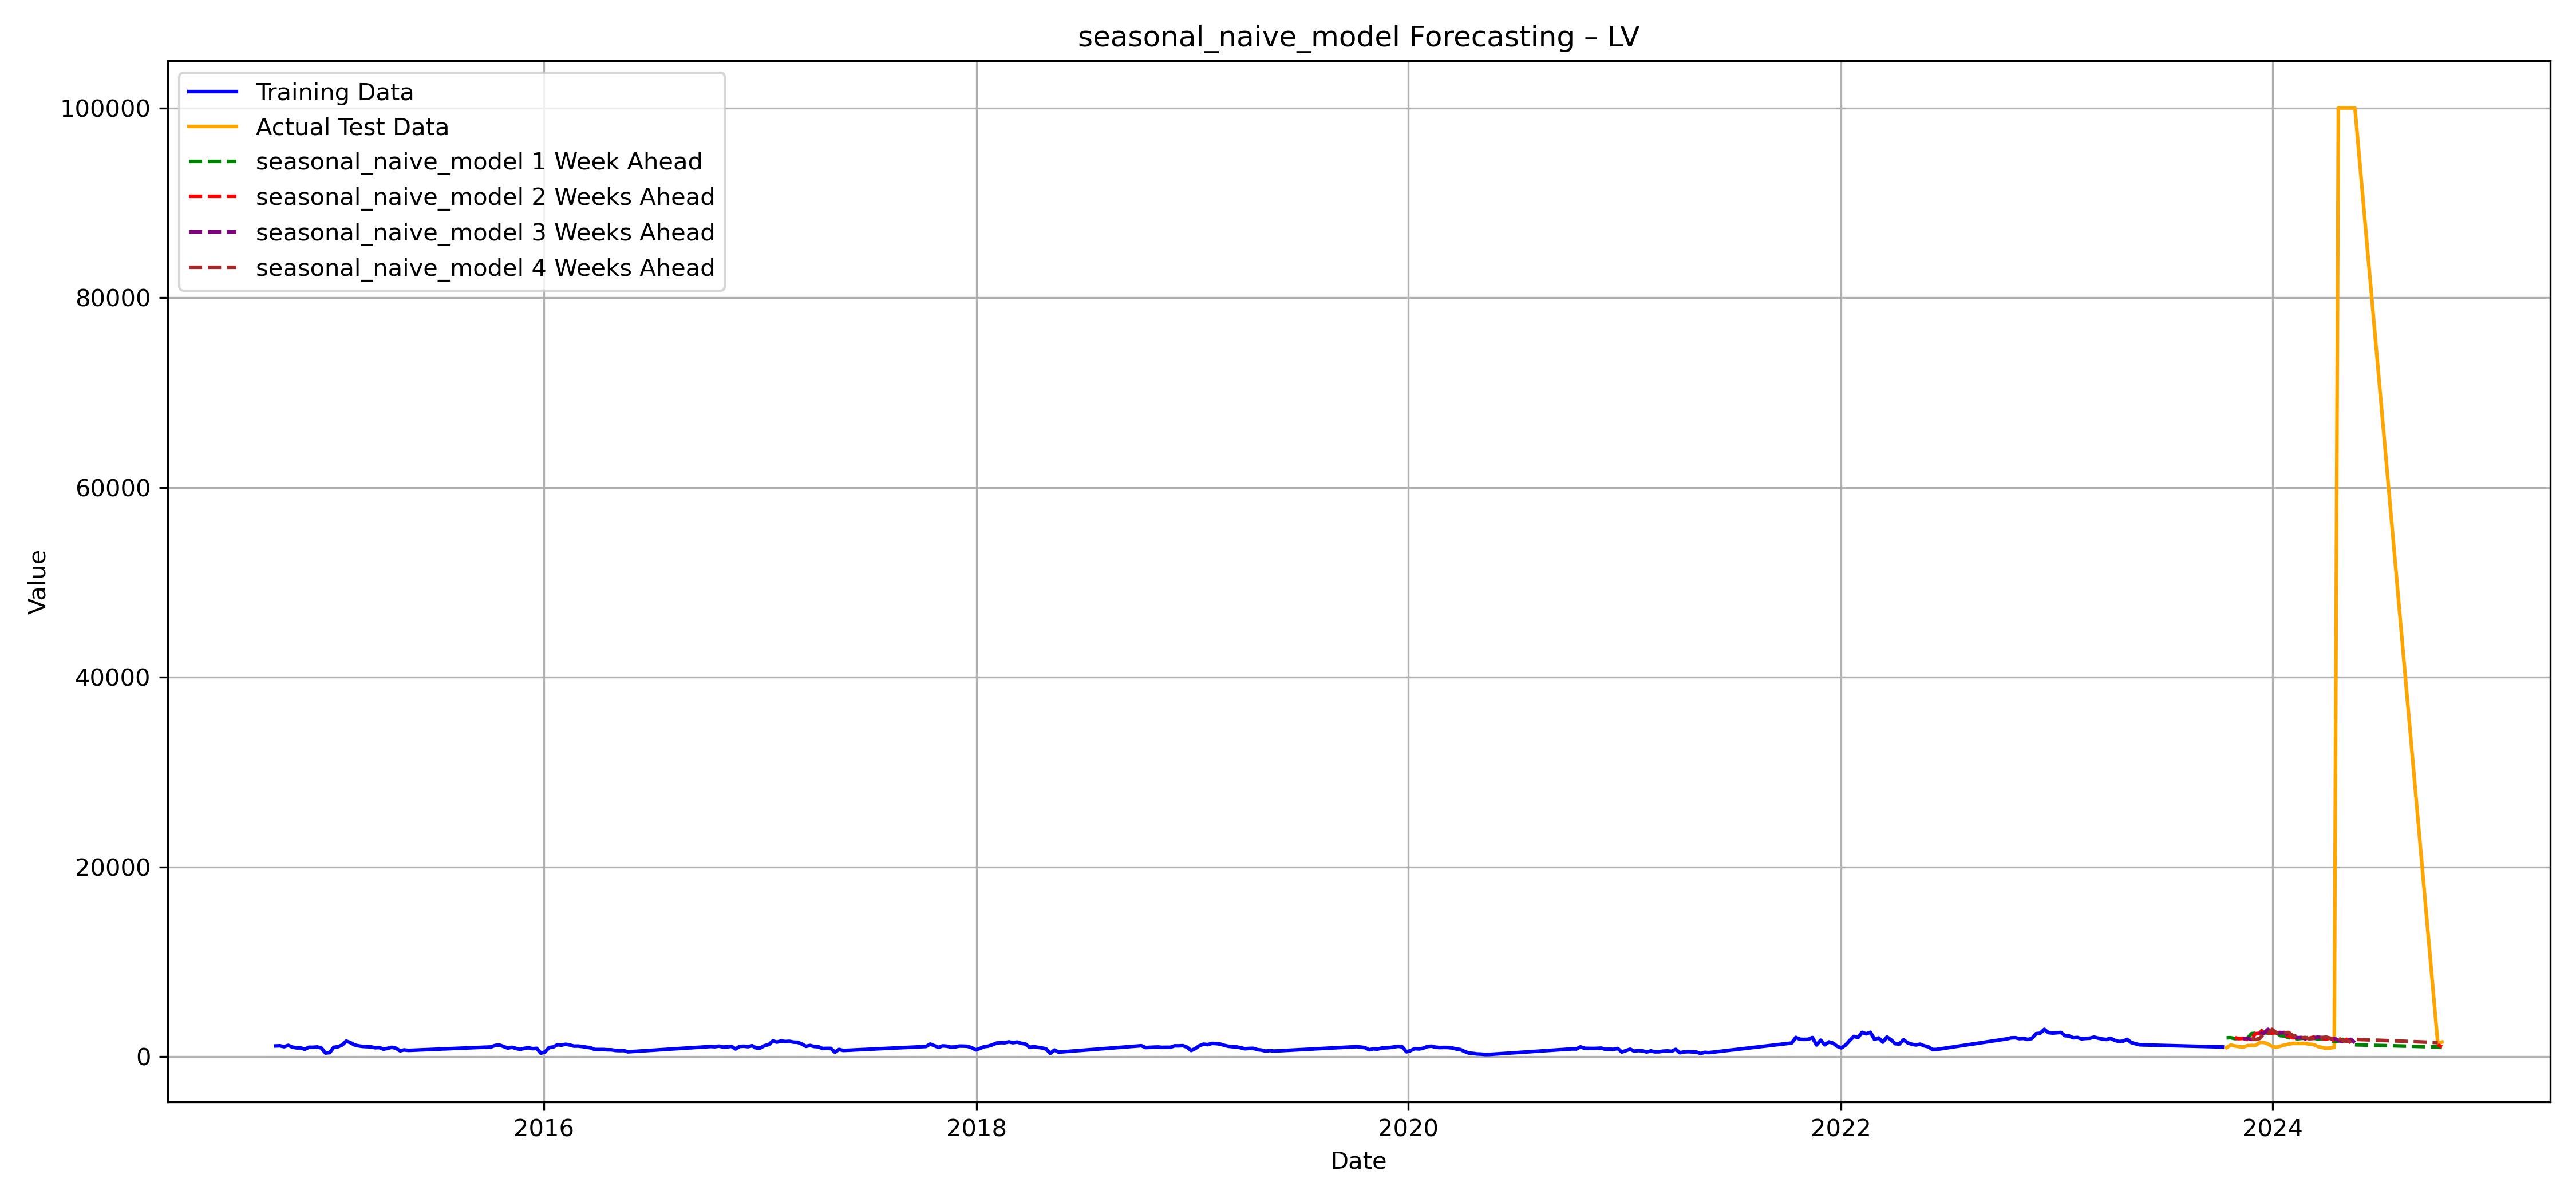 seasonal_naive_model Forecasting – LV
Training Data
Actual Test Data
seasonal_naive_model 1 Week Ahead
seasonal_naive_model 2 Weeks Ahead
seasonal_naive_model 3 Weeks Ahead
seasonal_naive_model 4 Weeks Ahead
100000
80000
60000
40000
20000
0
Value
2016
2018
2020
2022
2024
Date